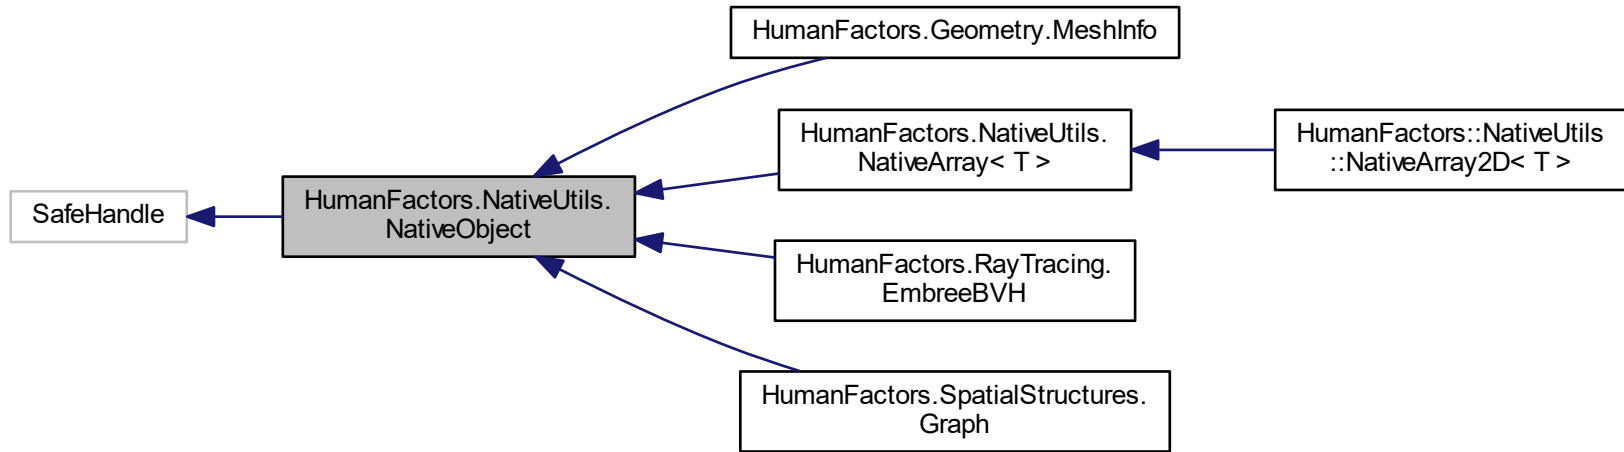 HumanFactors.Geometry.MeshInfo
HumanFactors.NativeUtils.
NativeArray< T >
HumanFactors::NativeUtils
::NativeArray2D< T >
SafeHandle
HumanFactors.NativeUtils.
NativeObject
HumanFactors.RayTracing.
EmbreeBVH
HumanFactors.SpatialStructures.
Graph